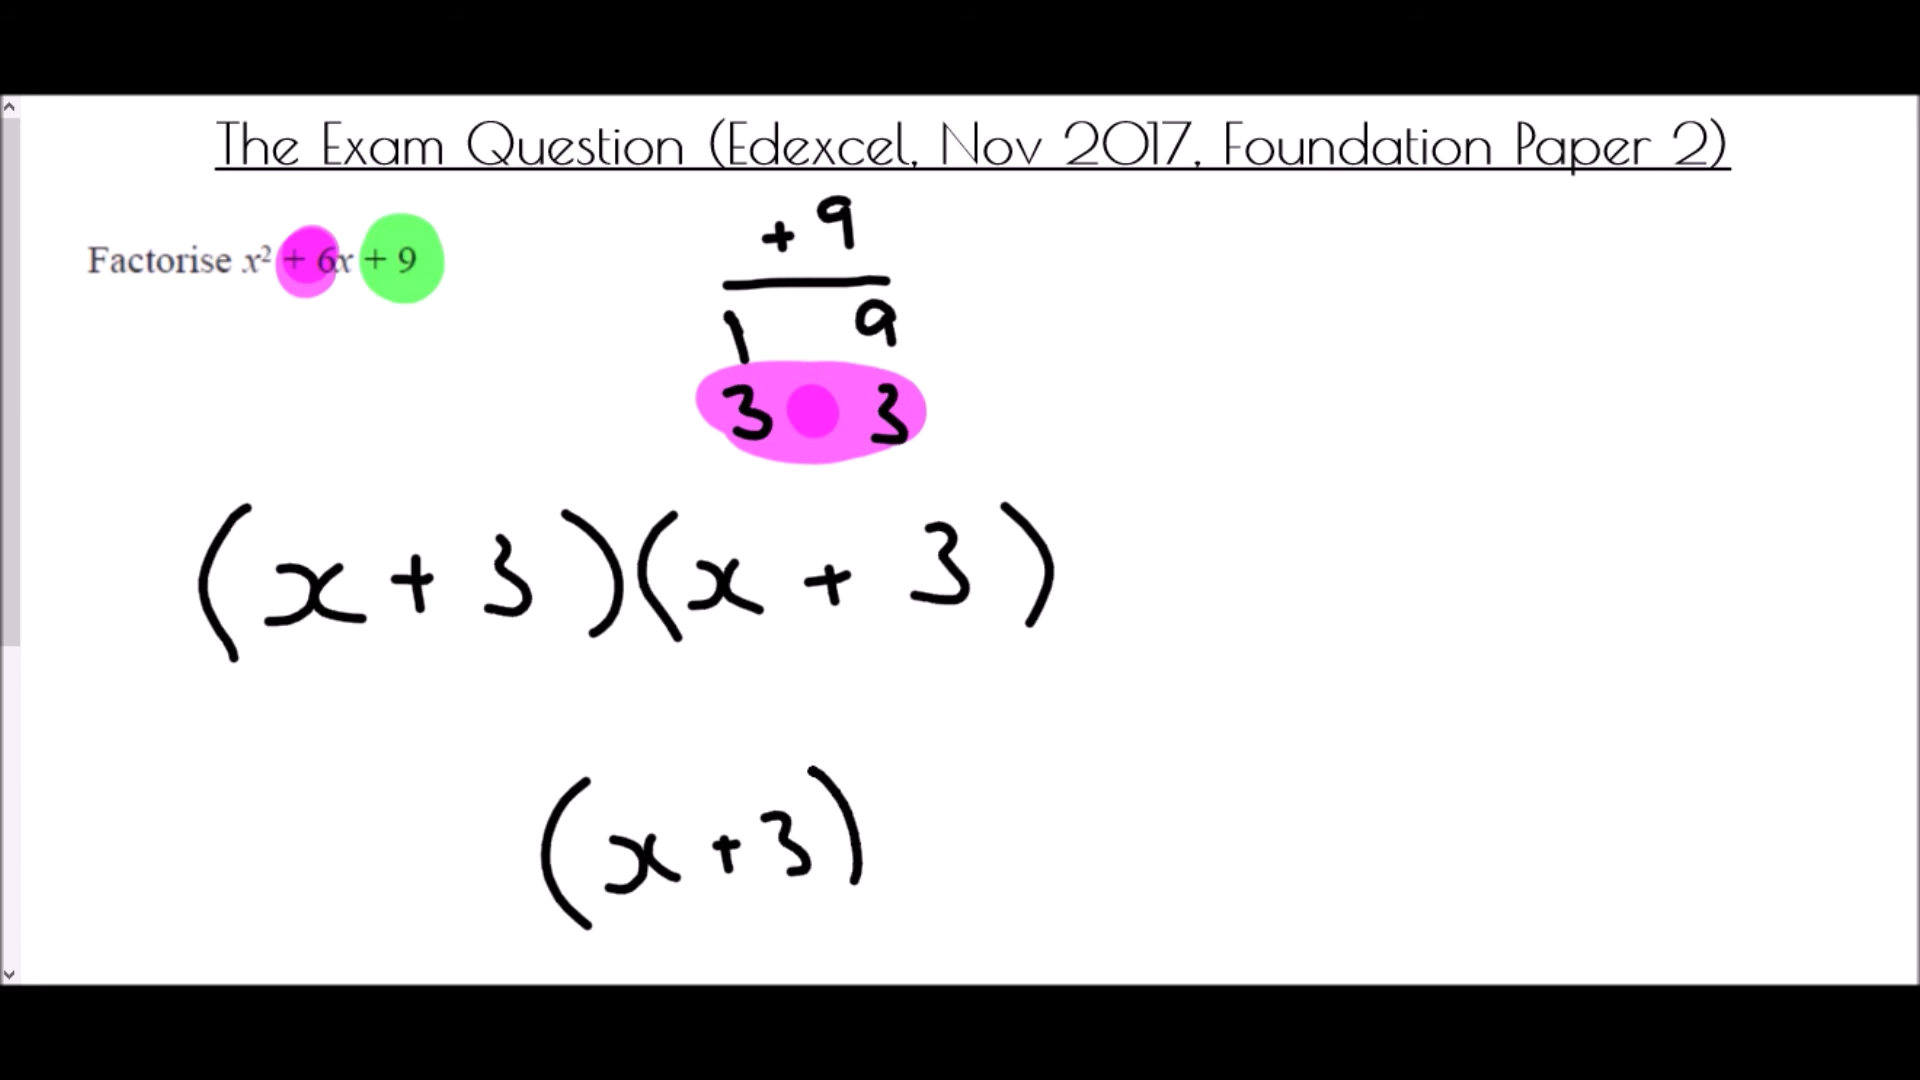 The Exam Question (Edexcel, Nov 2017, Foundation Paper 2)
Factorise x² + 6x + 9
+ 9
1 9
3 3
(x + 3)(x + 3)
(x + 3)